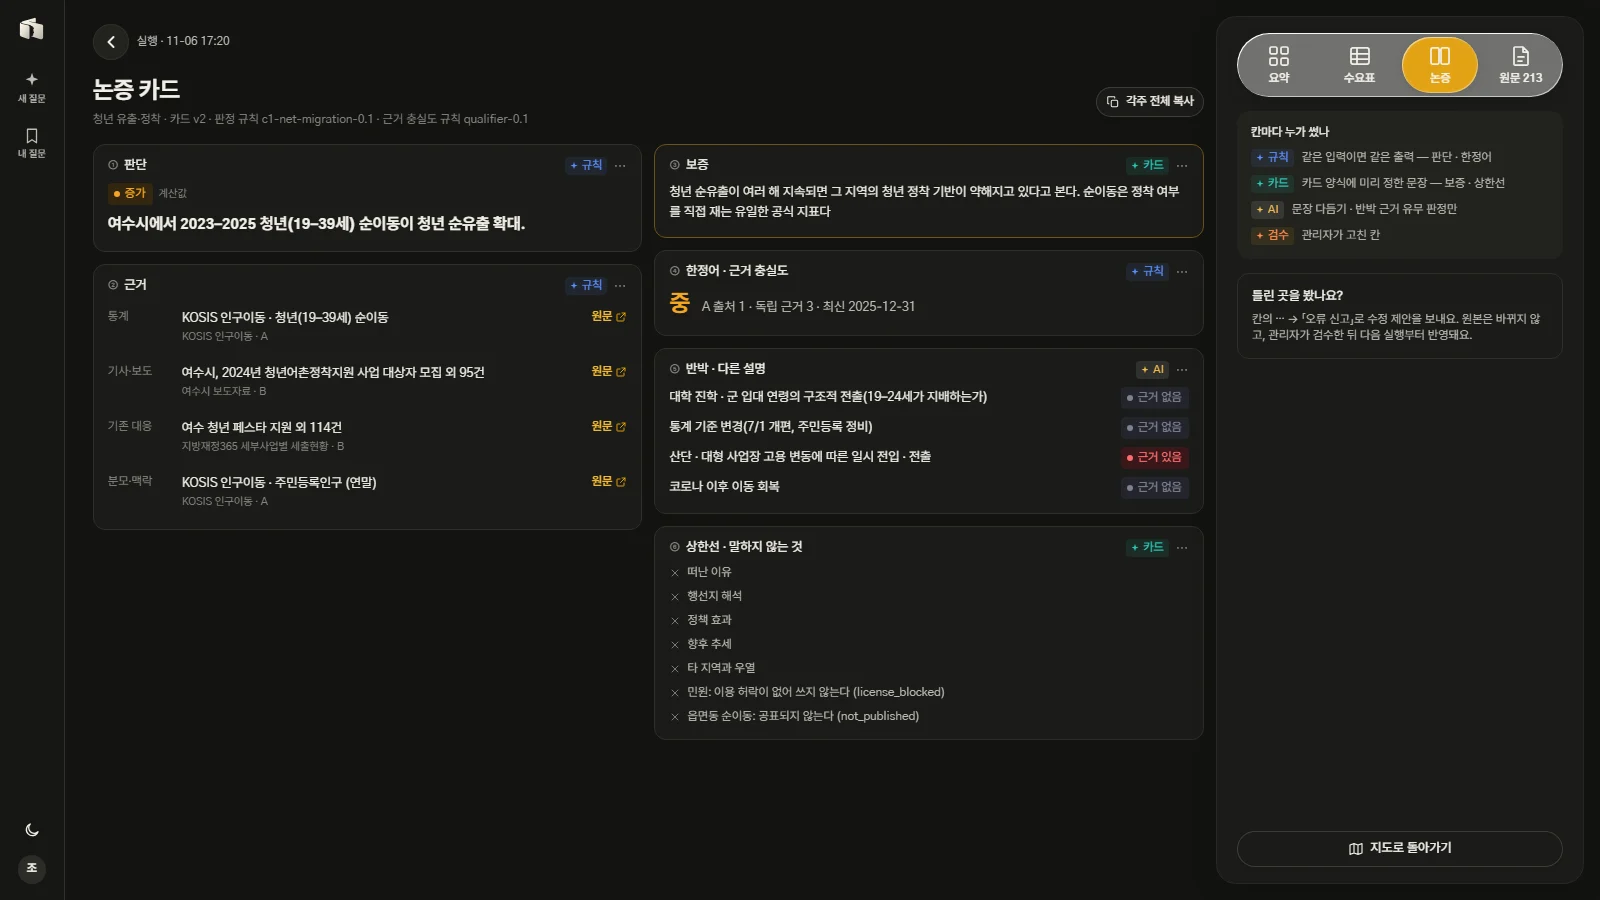 새 질문
내 질문
조
실행 · 11-06 17:20
논증 카드
청년 유출·정착 · 카드 v2 · 판정 규칙 c1-net-migration-0.1 · 근거 충실도 규칙 qualifier-0.1
각주 전체 복사
① 판단
+ 규칙 ···
증가 계산값
여수시에서 2023–2025 청년(19–39세) 순이동이 청년 순유출 확대.
② 근거
+ 규칙 ···
통계 KOSIS 인구이동 · 청년(19–39세) 순이동 원문
KOSIS 인구이동 · A
기사·보도 여수시, 2024년 청년어촌정착지원 사업 대상자 모집 외 95건 원문
여수시 보도자료 · B
기존 대응 여수 청년 페스타 지원 외 114건 원문
지방재정365 세부사업별 세출현황 · B
분모·맥락 KOSIS 인구이동 · 주민등록인구 (연말) 원문
KOSIS 인구이동 · A
③ 보증
+ 카드 ···
청년 순유출이 여러 해 지속되면 그 지역의 청년 정착 기반이 약해지고 있다고 본다. 순이동은 정착 여부
를 직접 재는 유일한 공식 지표다
④ 한정어 · 근거 충실도
+ 규칙 ···
중 A 출처 1 · 독립 근거 3 · 최신 2025-12-31
⑤ 반박 · 다른 설명
+ AI ···
대학 진학 · 군 입대 연령의 구조적 전출(19–24세가 지배하는가) 근거 없음
통계 기준 변경(7/1 개편, 주민등록 정비) 근거 없음
산단 · 대형 사업장 고용 변동에 따른 일시 전입 · 전출 근거 있음
코로나 이후 이동 회복 근거 없음
⑥ 상한선 · 말하지 않는 것
+ 카드 ···
× 떠난 이유
× 행선지 해석
× 정책 효과
× 향후 추세
× 타 지역과 우열
× 민원: 이용 허락이 없어 쓰지 않는다 (license_blocked)
× 읍면동 순이동: 공표되지 않는다 (not_published)
요약
수요표
논증
원문 213
칸마다 누가 썼나
+ 규칙 같은 입력이면 같은 출력 — 판단 · 한정어
+ 카드 카드 양식에 미리 정한 문장 — 보증 · 상한선
+ AI 문장 다듬기 · 반박 근거 유무 판정만
+ 검수 관리자가 고친 칸
틀린 곳을 봤나요?
칸의 ··· → 「오류 신고」로 수정 제안을 보내요. 원본은 바뀌지 않
고, 관리자가 검수한 뒤 다음 실행부터 반영돼요.
지도로 돌아가기